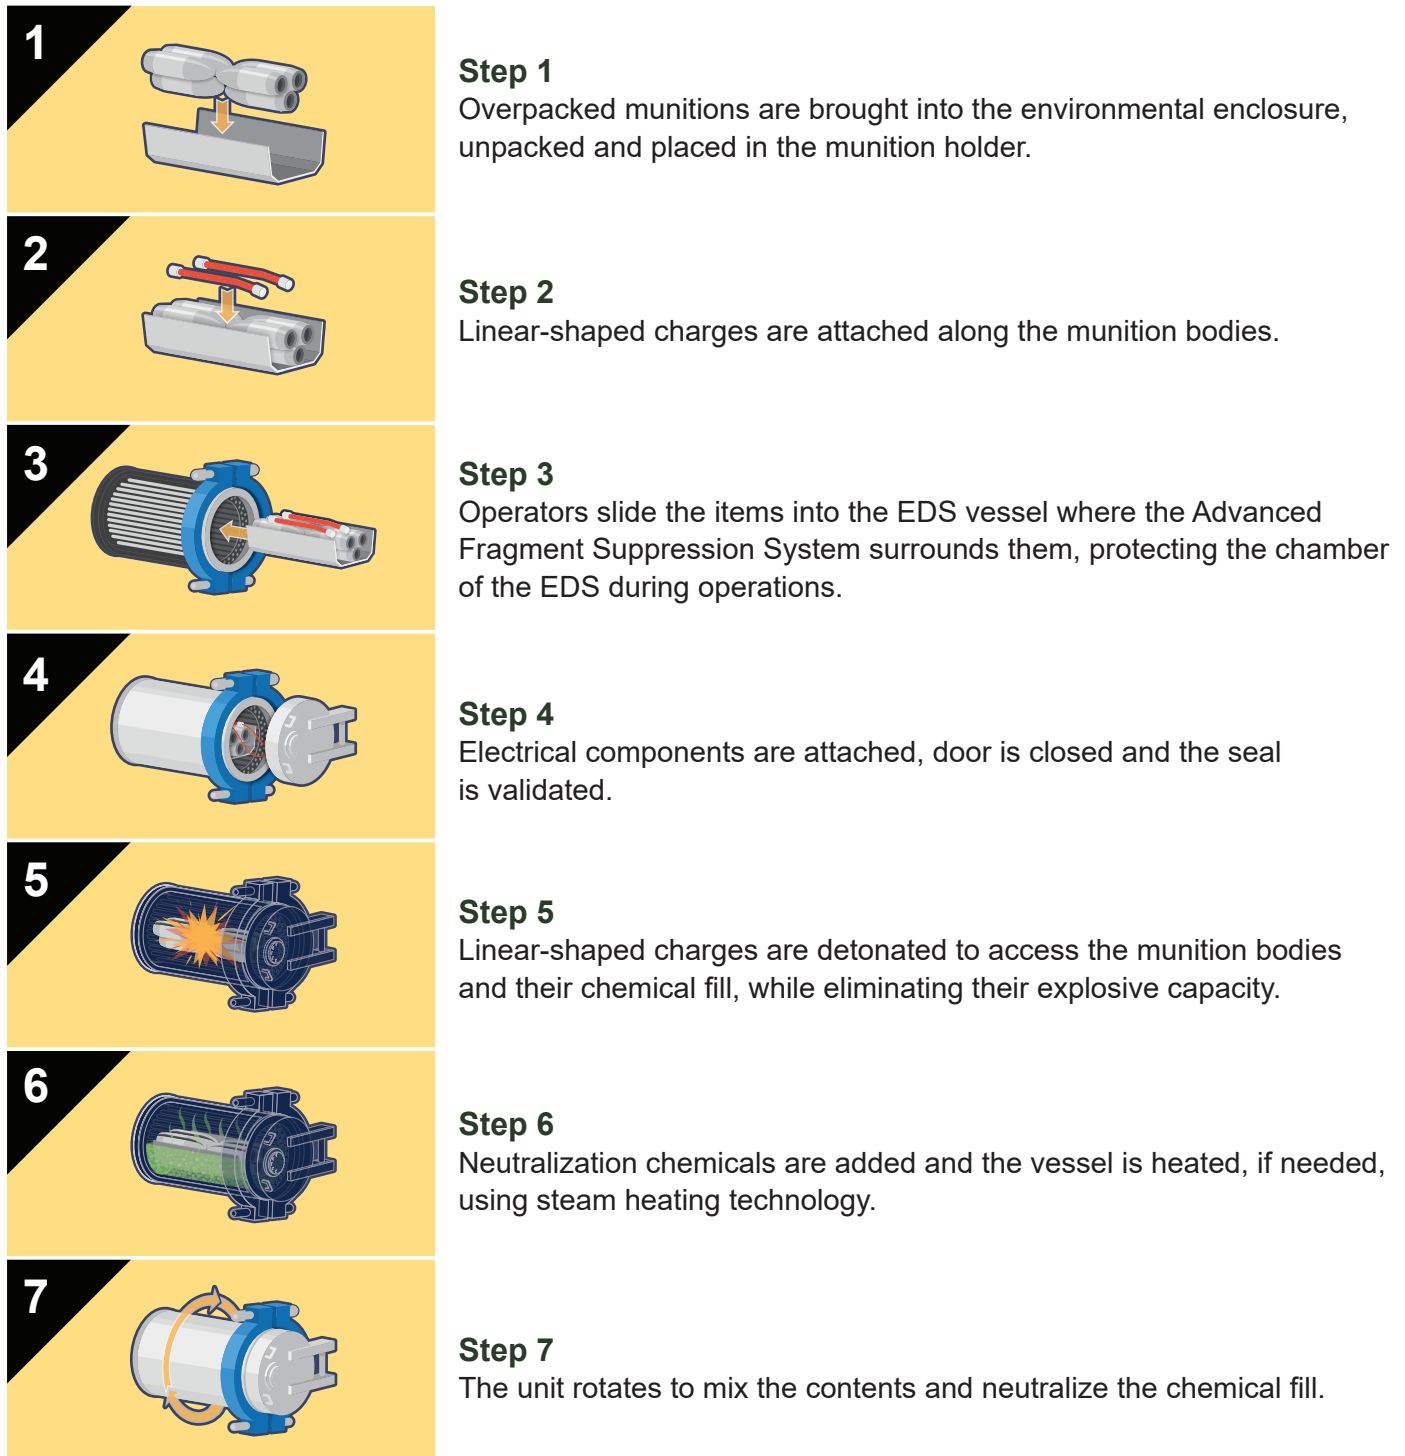 1
Step 1
Overpacked munitions are brought into the environmental enclosure,
unpacked and placed in the munition holder.
2
Step 2
Linear-shaped charges are attached along the munition bodies.
3
Step 3
Operators slide the items into the EDS vessel where the Advanced
Fragment Suppression System surrounds them, protecting the chamber
of the EDS during operations.
4
Step 4
Electrical components are attached, door is closed and the seal
is validated.
5
Step 5
Linear-shaped charges are detonated to access the munition bodies
and their chemical fill, while eliminating their explosive capacity.
6
Step 6
Neutralization chemicals are added and the vessel is heated, if needed,
using steam heating technology.
7
Step 7
The unit rotates to mix the contents and neutralize the chemical fill.